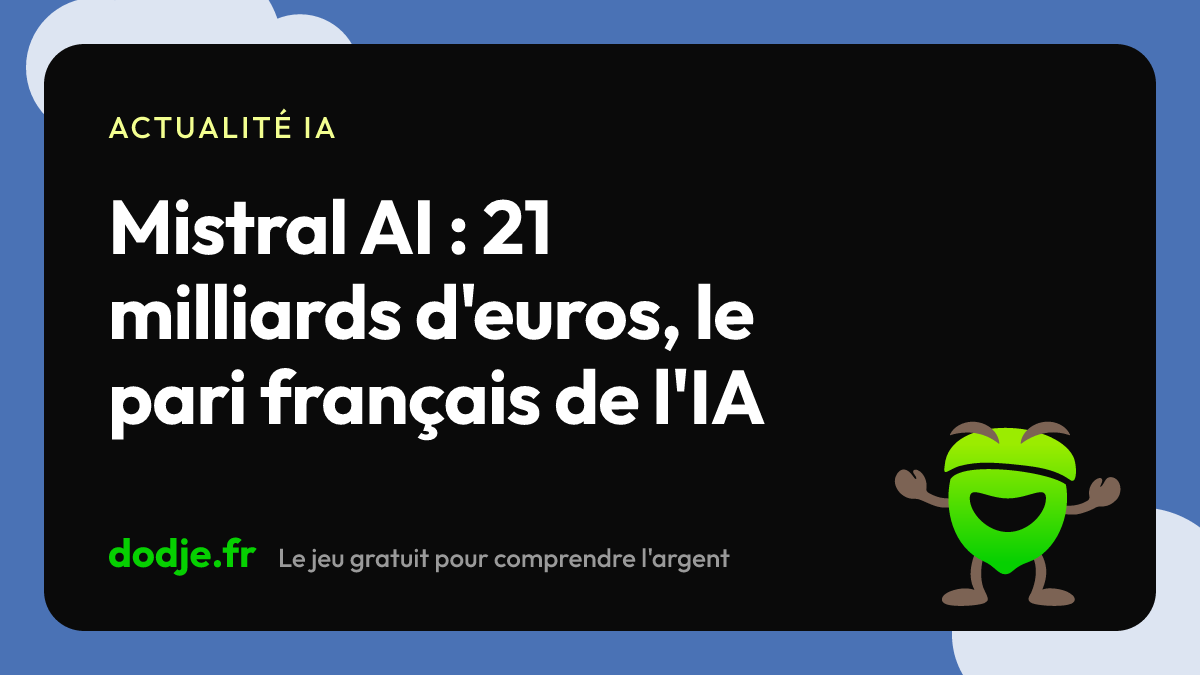 ACTUALITÉ IA
Mistral AI : 21
milliards d'euros, le
pari français de l'IA
dodje.fr Le jeu gratuit pour comprendre l'argent